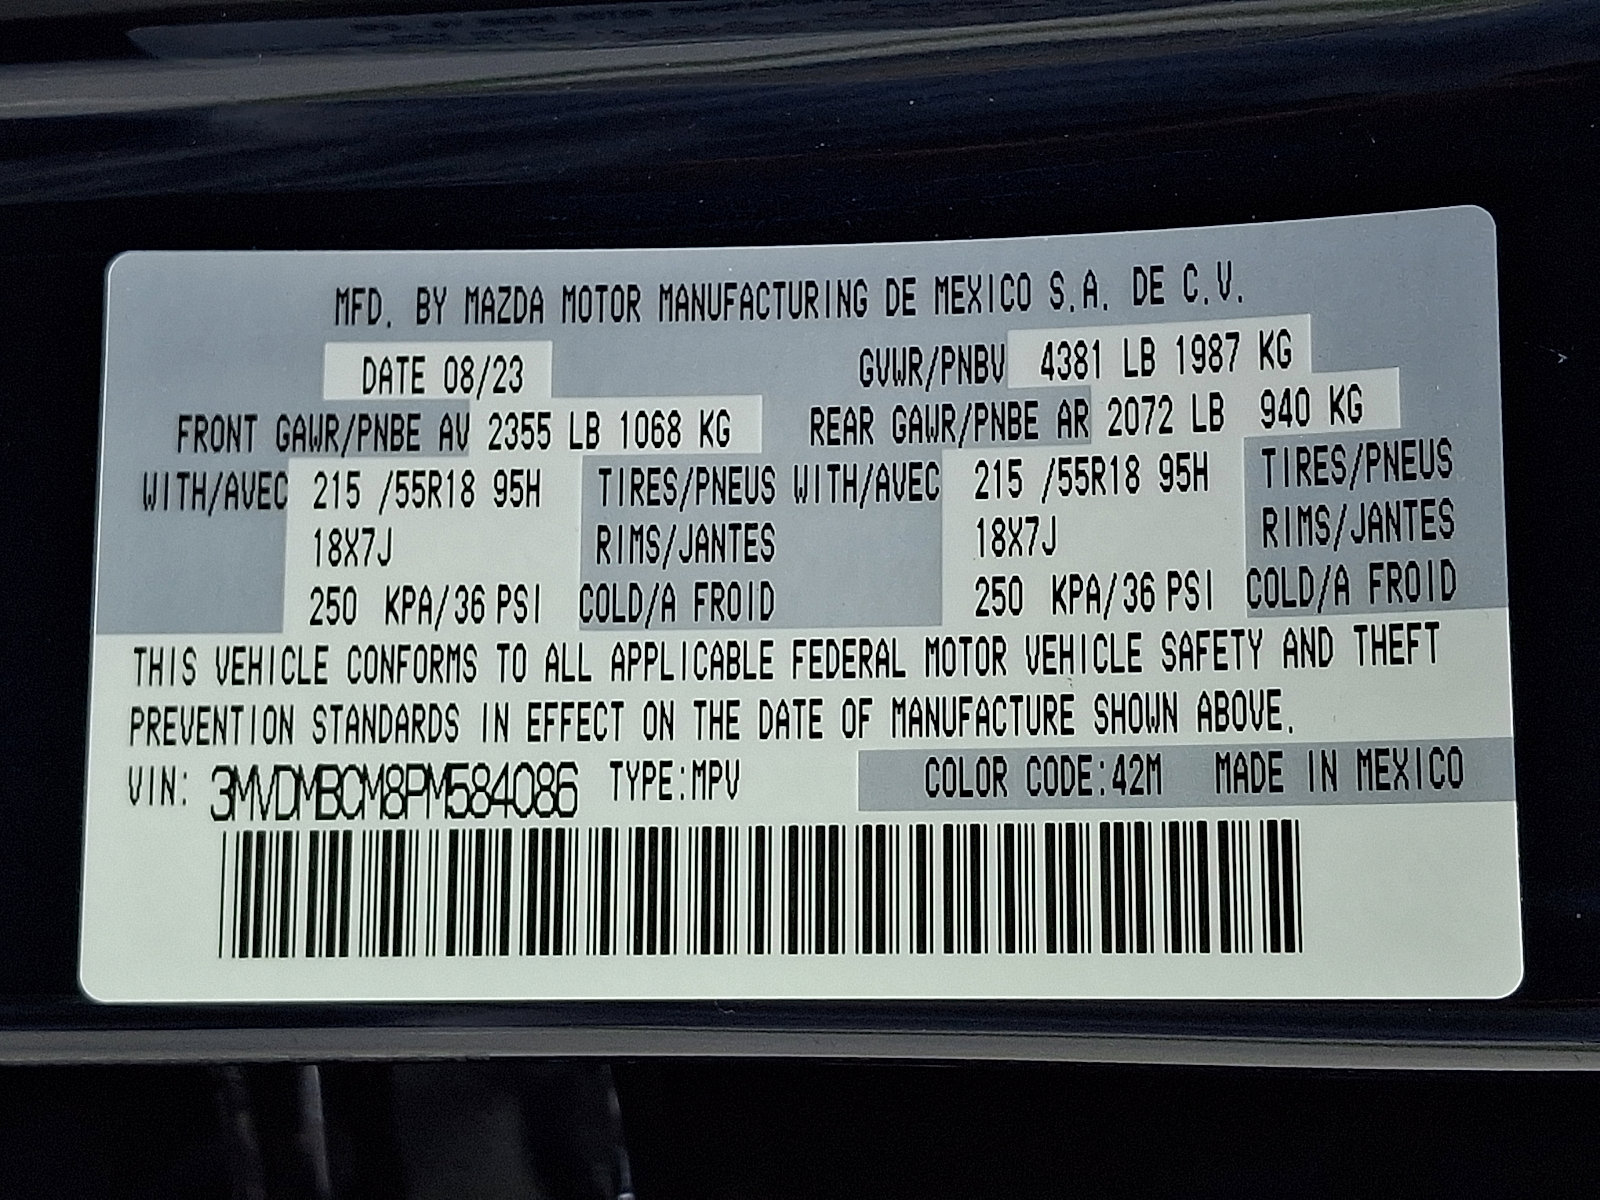 MFD. BY MAZDA MOTOR MANUFACTURING DE MEXICO S.A. DE C.V.
DATE 08/23 GVWR/PNBV 4381 LB 1987 KG
FRONT GAWR/PNBE AV 2355 LB 1068 KG REAR GAWR/PNBE AR 2072 LB 940 KG
WITH/AVEC 215 /55R18 95H TIRES/PNEUS WITH/AVEC 215 /55R18 95H TIRES/PNEUS
18X7J RIMS/JANTES 18X7J RIMS/JANTES
250 KPA/36 PSI COLD/A FROID 250 KPA/36 PSI COLD/A FROID
THIS VEHICLE CONFORMS TO ALL APPLICABLE FEDERAL MOTOR VEHICLE SAFETY AND THEFT
PREVENTION STANDARDS IN EFFECT ON THE DATE OF MANUFACTURE SHOWN ABOVE.
VIN: 3MVDMBCM8PM584086 TYPE:MPV COLOR CODE:42M MADE IN MEXICO